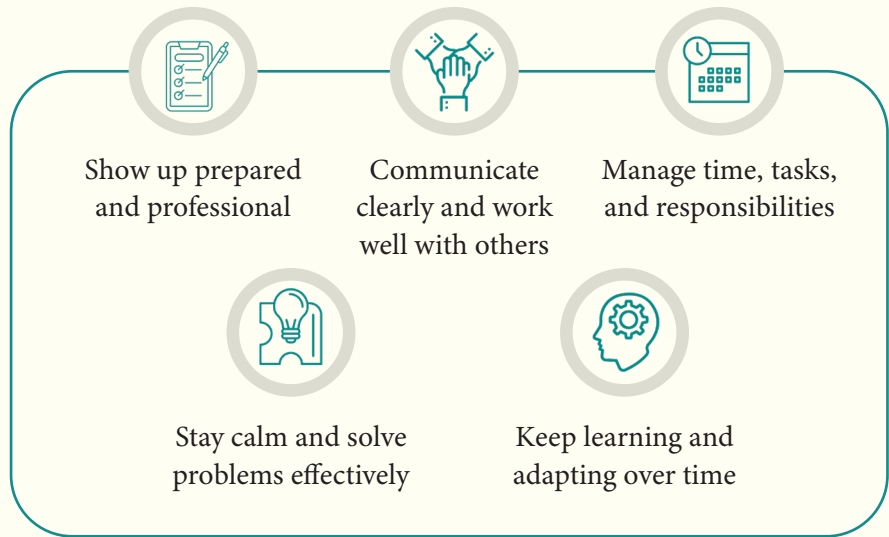 Show up prepared
and professional
Communicate
clearly and work
well with others
Manage time, tasks,
and responsibilities
Stay calm and solve
problems effectively
Keep learning and
adapting over time